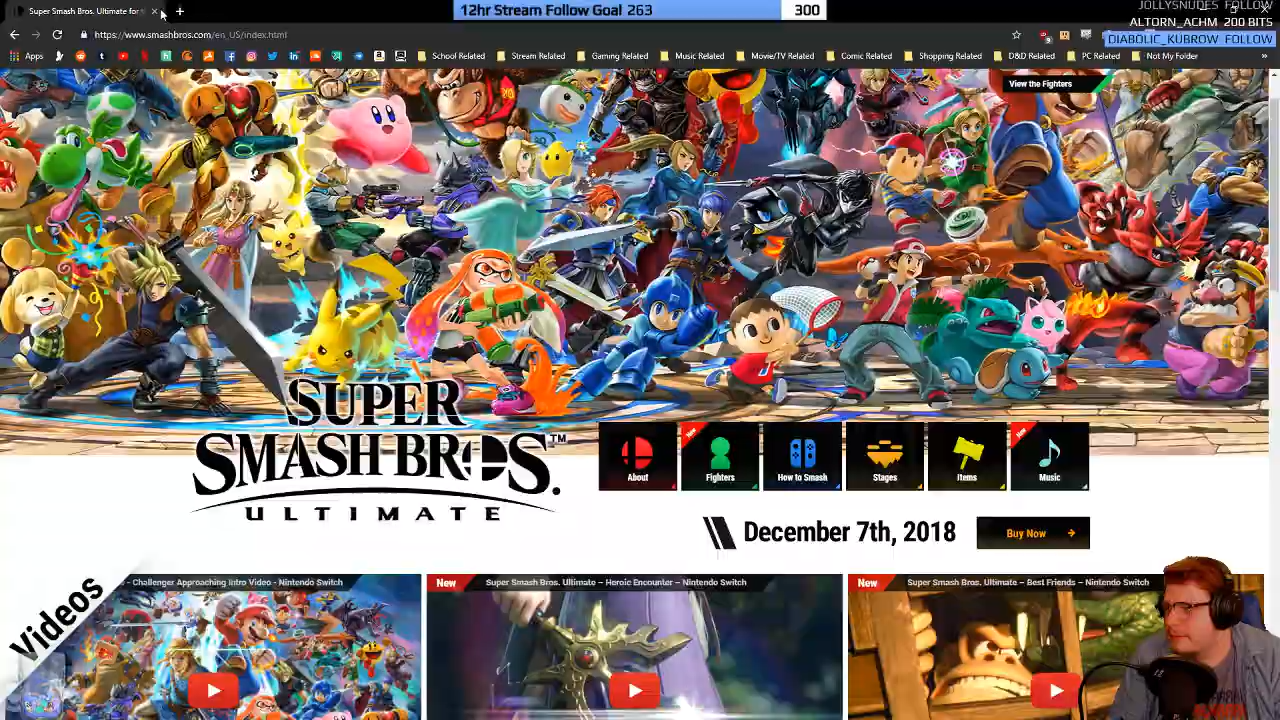 Super Smash Bros. Ultimate for
12hr Stream Follow Goal 263
300
JOLLYSNUDES FOLLOW
ALTORN_ACHM 200 BITS
DIABOLIC_KUBROW FOLLOW
https://www.smashbros.com/en_US/index.html
Apps
School Related
Stream Related
Gaming Related
Music Related
Movie/TV Related
Comic Related
Shopping Related
D&D Related
PC Related
Not My Folder
View the Fighters
SUPER
SMASH BROS.™
ULTIMATE
About
New
Fighters
How to Smash
Stages
Items
New
Music
December 7th, 2018
Buy Now
Videos
- Challenger Approaching Intro Video - Nintendo Switch
New
Super Smash Bros. Ultimate – Heroic Encounter – Nintendo Switch
New
Super Smash Bros. Ultimate – Best Friends – Nintendo Switch